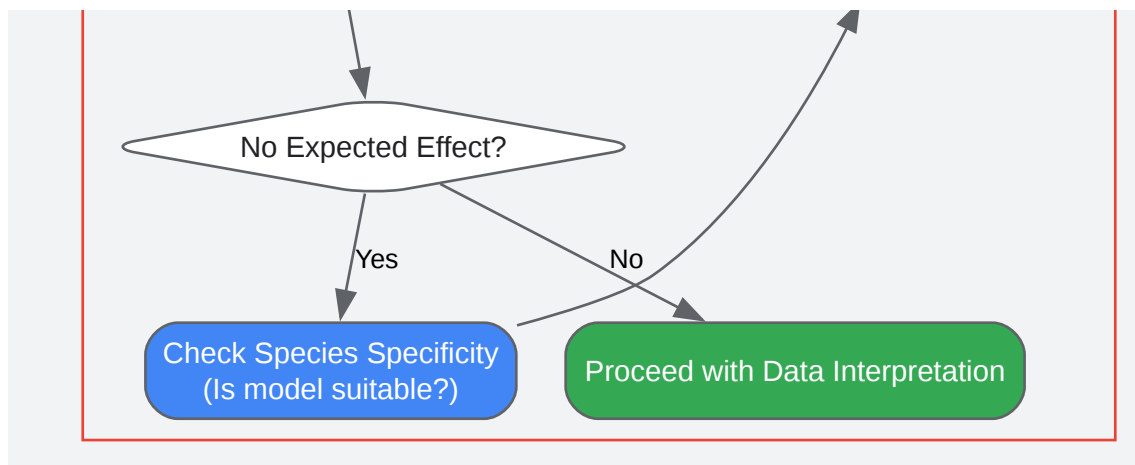 No Expected Effect?
Yes
No
Check Species Specificity
(Is model suitable?)
Proceed with Data Interpretation